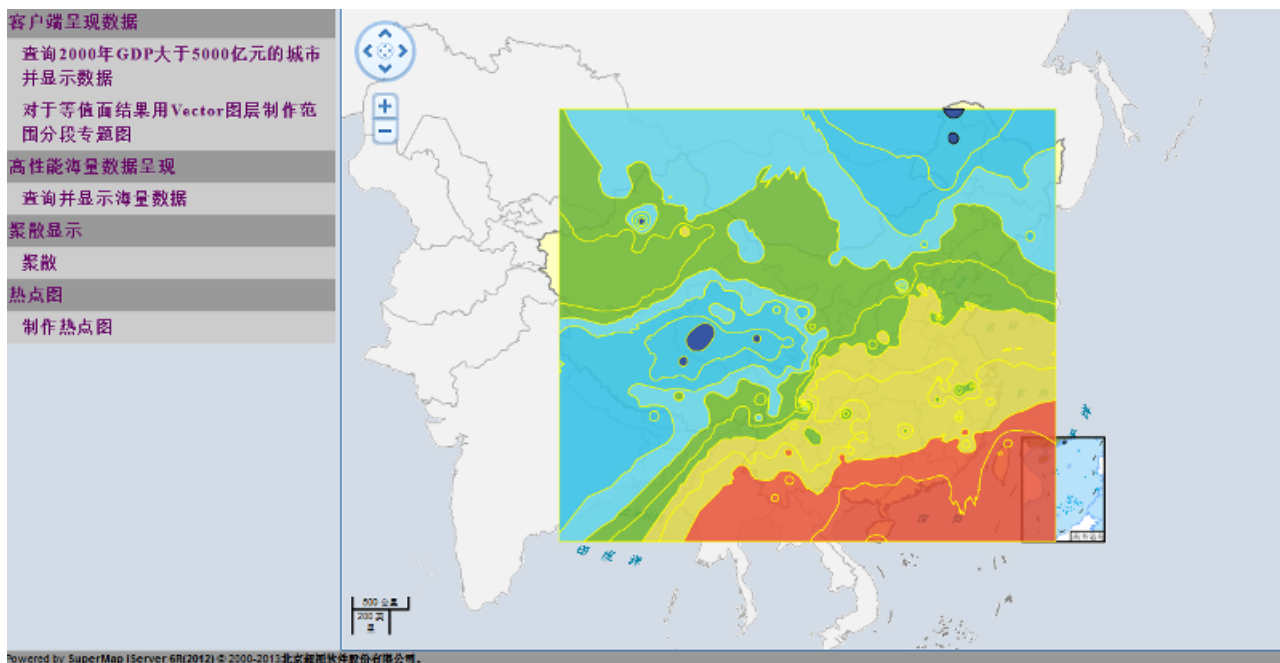 客户端呈现数据
查询2000年GDP大于5000亿元的城市
并显示数据
对于等值面结果用Vector图层制作范
围分段专题图
高性能海量数据呈现
查询并显示海量数据
聚散显示
聚散
热点图
制作热点图
印度洋
500 公里
200 英
里
Powered by SuperMap iServer 6R(2012) © 2000-2013北京超图软件股份有限公司。